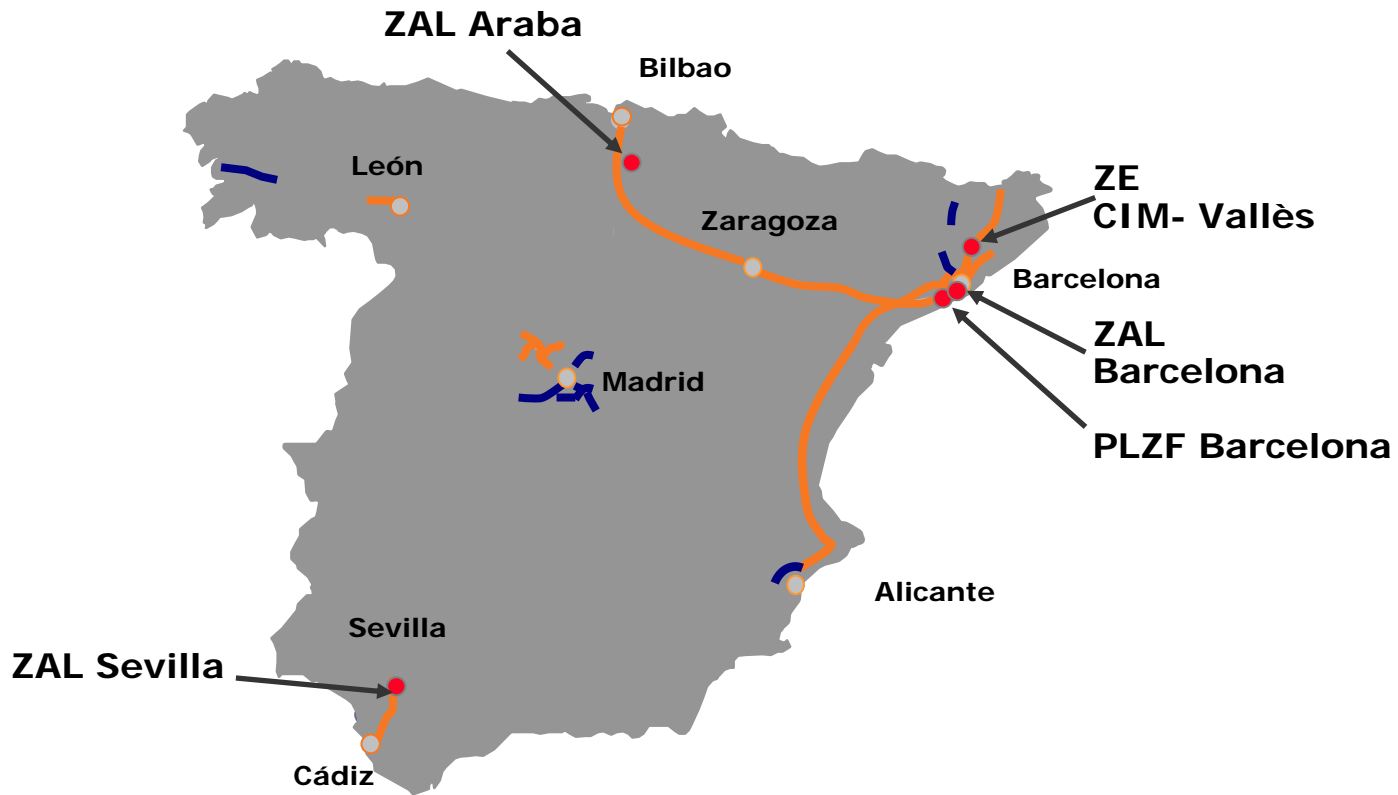 ZAL Araba
Bilbao
León
ZE
CIM- Vallès
Zaragoza
Barcelona
ZAL
Barcelona
Madrid
PLZF Barcelona
Alicante
Sevilla
ZAL Sevilla
Cádiz